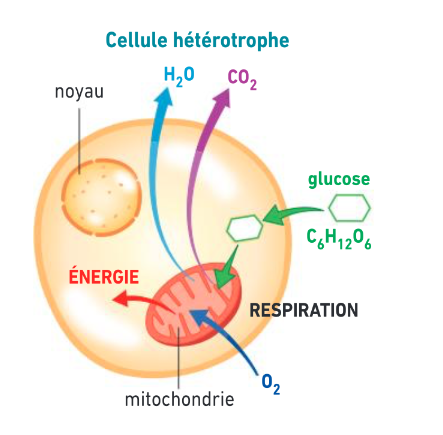 Cellule hétérotrophe
H₂O
CO₂
noyau
glucose
C₆H₁₂O₆
ÉNERGIE
RESPIRATION
O₂
mitochondrie